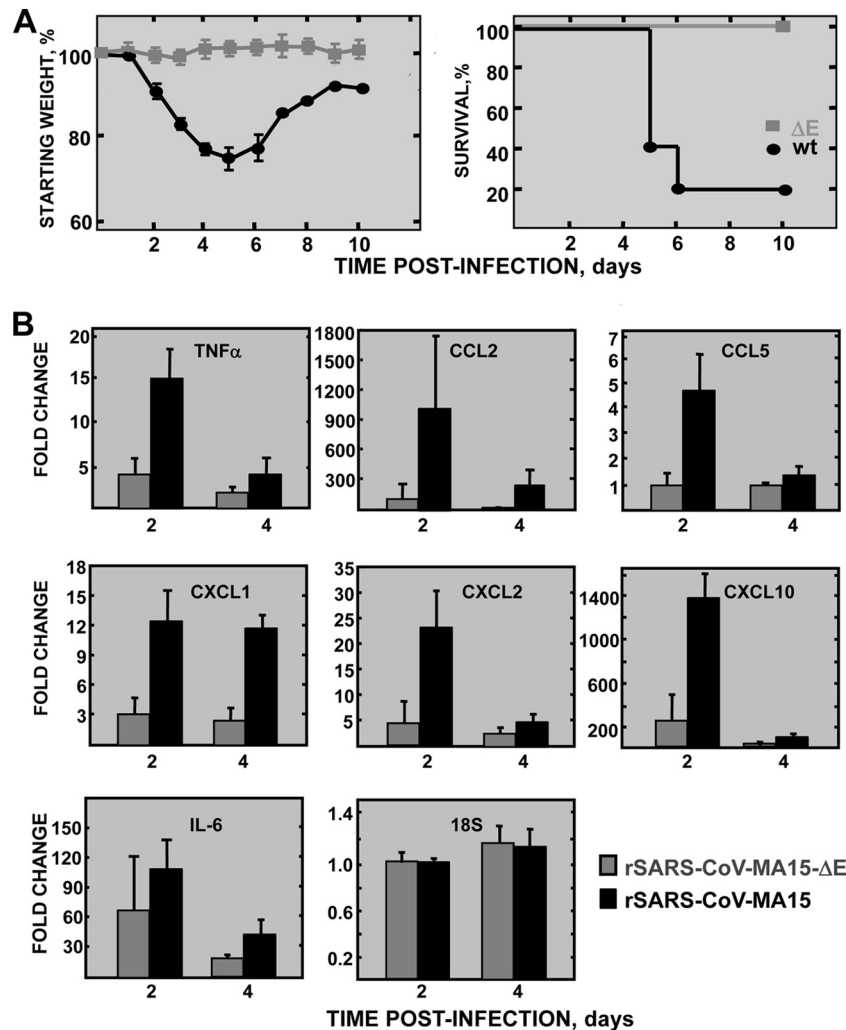 A
STARTING WEIGHT, %
100
80
60
2 4 6 8 10
SURVIVAL,%
100
80
60
40
20
ΔE
wt
2 4 6 8 10
TIME POST-INFECTION, days
B
FOLD CHANGE
20
15
10
5
TNFα
2 4
1800
1500
1200
900
600
300
CCL2
2 4
7
6
5
4
3
2
1
CCL5
2 4
FOLD CHANGE
18
15
12
9
6
3
CXCL1
2 4
35
30
25
20
15
10
5
CXCL2
2 4
1400
1000
600
200
CXCL10
2 4
FOLD CHANGE
150
120
90
60
30
IL-6
2 4
1.4
1.0
0.6
0.2
18S
2 4
rSARS-CoV-MA15-ΔE
rSARS-CoV-MA15
TIME POST-INFECTION, days